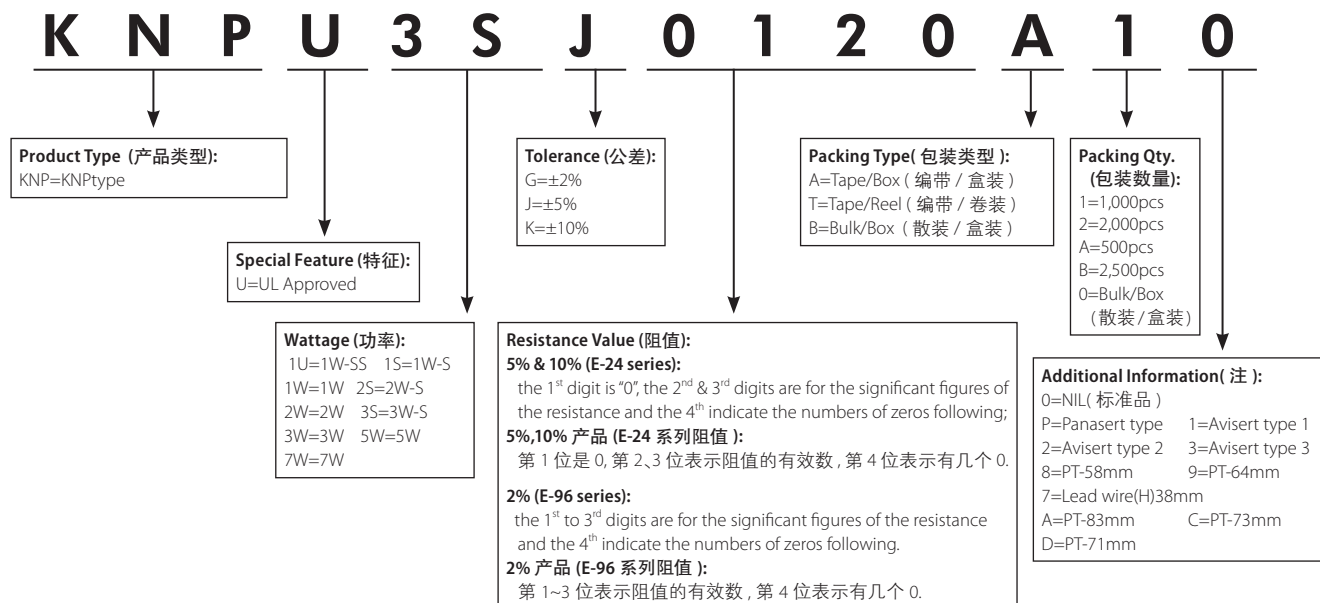 K N P U 3 S J 0 1 2 0 A 1 0
Product Type (产品类型):
KNP=KNPtype
Special Feature (特征):
U=UL Approved
Wattage (功率):
1U=1W-SS 1S=1W-S
1W=1W 2S=2W-S
2W=2W 3S=3W-S
3W=3W 5W=5W
7W=7W
Tolerance (公差):
G=±2%
J=±5%
K=±10%
Resistance Value (阻值):
5% & 10% (E-24 series):
the 1st digit is "0", the 2nd & 3rd digits are for the significant figures of
the resistance and the 4th indicate the numbers of zeros following;
5%,10% 产品 (E-24 系列阻值 ):
第 1 位是 0, 第 2、3 位表示阻值的有效数 , 第 4 位表示有几个 0.
2% (E-96 series):
the 1st to 3rd digits are for the significant figures of the resistance
and the 4th indicate the numbers of zeros following.
2% 产品 (E-96 系列阻值 ):
第 1~3 位表示阻值的有效数 , 第 4 位表示有几个 0.
Packing Type( 包装类型 ):
A=Tape/Box ( 编带 / 盒装 )
T=Tape/Reel ( 编带 / 卷装 )
B=Bulk/Box ( 散装 / 盒装 )
Packing Qty.
(包装数量):
1=1,000pcs
2=2,000pcs
A=500pcs
B=2,500pcs
0=Bulk/Box
(散装/盒装)
Additional Information( 注 ):
0=NIL( 标准品 )
P=Panasert type 1=Avisert type 1
2=Avisert type 2 3=Avisert type 3
8=PT-58mm 9=PT-64mm
7=Lead wire(H)38mm
A=PT-83mm C=PT-73mm
D=PT-71mm